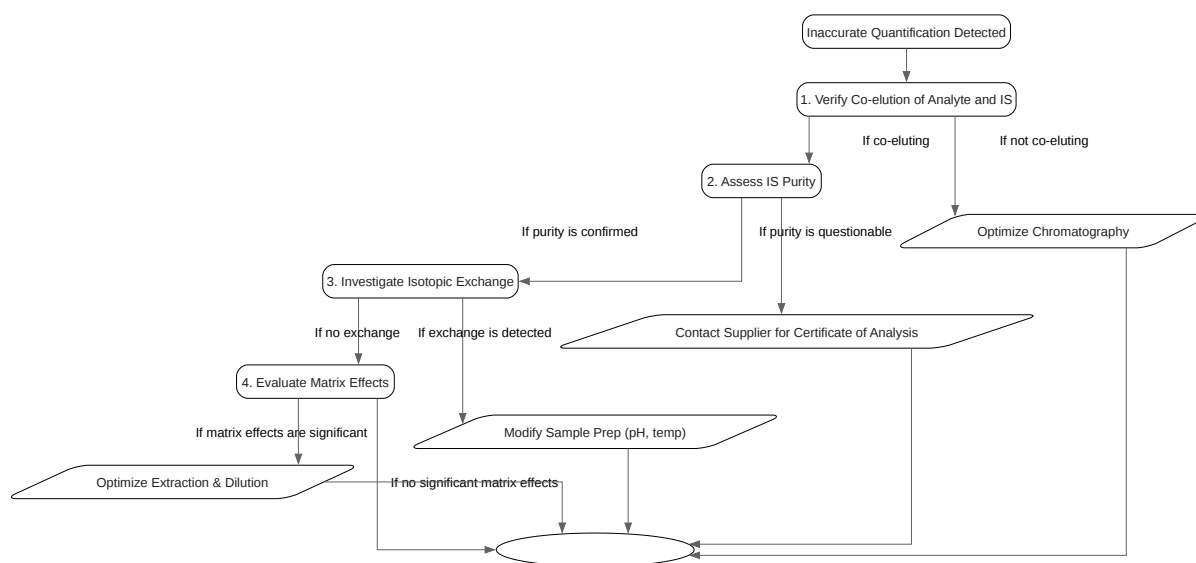 Inaccurate Quantification Detected
1. Verify Co-elution of Analyte and IS
If co-eluting
If not co-eluting
2. Assess IS Purity
If purity is confirmed
If purity is questionable
Optimize Chromatography
3. Investigate Isotopic Exchange
If no exchange
If exchange is detected
Contact Supplier for Certificate of Analysis
4. Evaluate Matrix Effects
If matrix effects are significant
Modify Sample Prep (pH, temp)
Optimize Extraction & Dilution
If no significant matrix effects